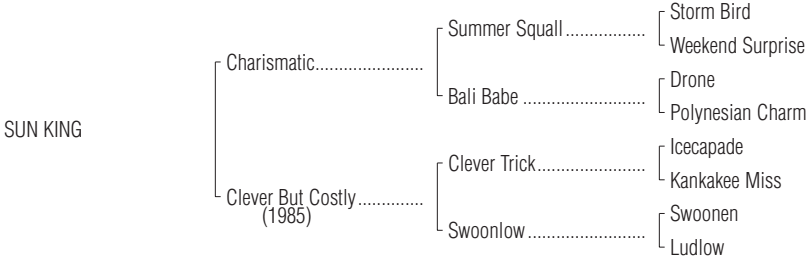 Storm Bird
Summer Squall..................
Weekend Surprise
Charismatic.......................
Drone
Bali Babe ..........................
Polynesian Charm
SUN KING
Icecapade
Clever Trick.......................
Kankakee Miss
Clever But Costly..............
(1985)
Swoonen
Swoonlow .........................
Ludlow